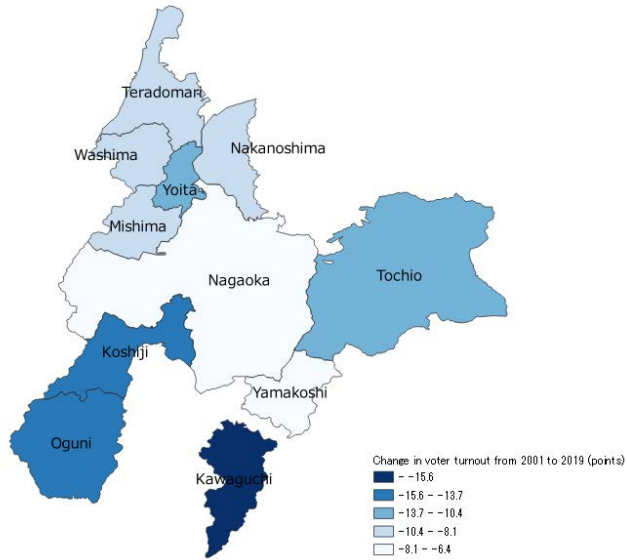 Teradomari
Nakanoshima
Washima
Yoita
Mishima
Tochio
Nagaoka
Koshiji
Yamakoshi
Oguni
Kawaguchi
Change in voter turnout from 2001 to 2019 (points)
- -15.6
-15.6 - -13.7
-13.7 - -10.4
-10.4 - -8.1
-8.1 - -6.4